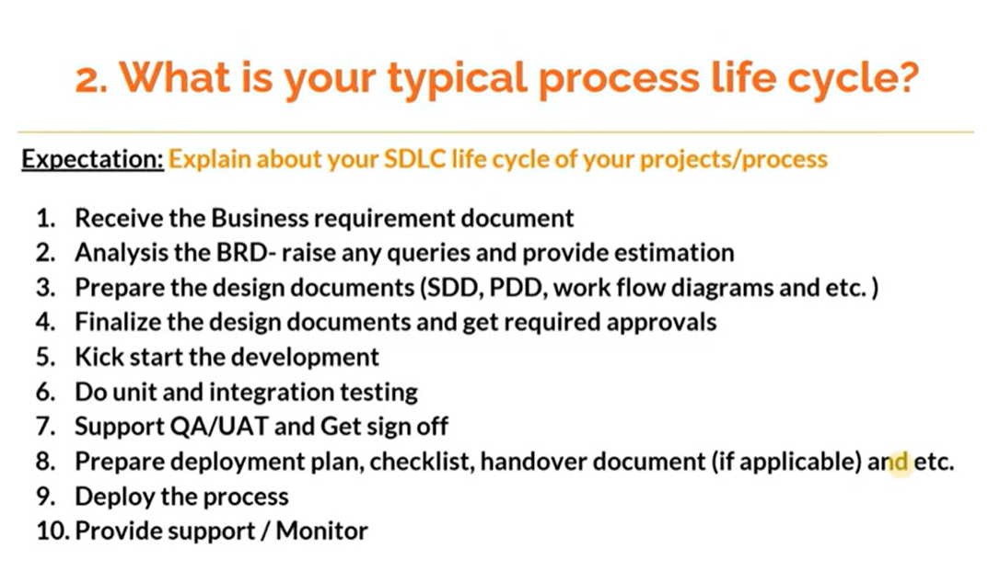 2. What is your typical process life cycle?
Expectation: Explain about your SDLC life cycle of your projects/process
1. Receive the Business requirement document
2. Analysis the BRD- raise any queries and provide estimation
3. Prepare the design documents (SDD, PDD, work flow diagrams and etc. )
4. Finalize the design documents and get required approvals
5. Kick start the development
6. Do unit and integration testing
7. Support QA/UAT and Get sign off
8. Prepare deployment plan, checklist, handover document (if applicable) and etc.
9. Deploy the process
10. Provide support / Monitor